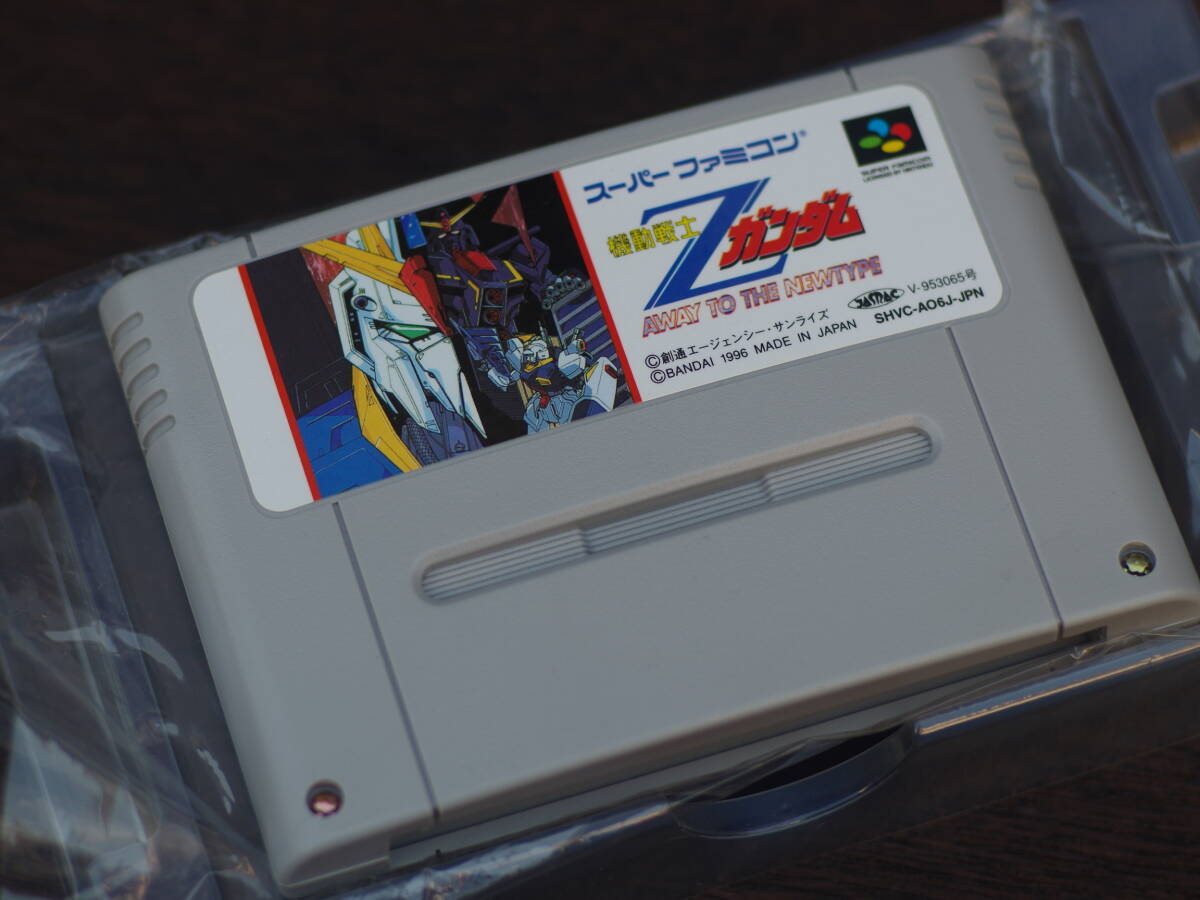 スーパーファミコン®
SUPER FAMICOM
LICENSED BY NINTENDO
機動戦士
Z
ガンダム
AWAY TO THE NEWTYPE
JASRAC V-953065号
©創通エージェンシー・サンライズ
©BANDAI 1996 MADE IN JAPAN
SHVC-AO6J-JPN